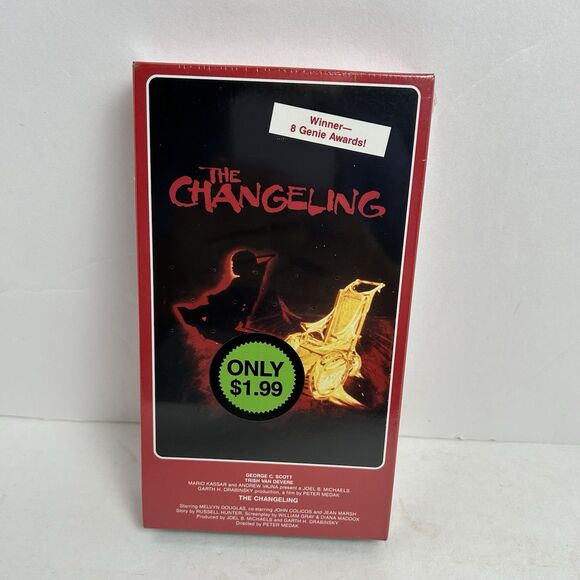 Winner—
8 Genie Awards!
THE
CHANGELING
ONLY
$1.99
GEORGE C. SCOTT
TRISH VAN DEVERE
MARIO KASSAR and ANDREW VAJNA present a JOEL B. MICHAELS
GARTH H. DRABINSKY production, a film by PETER MEDAK
THE CHANGELING
Starring MELVYN DOUGLAS, co starring JOHN COLICOS and JEAN MARSH
Story by RUSSELL HUNTER, Screenplay by WILLIAM GRAY & DIANA MADDOX
Produced by JOEL B. MICHAELS and GARTH H. DRABINSKY
Directed by PETER MEDAK